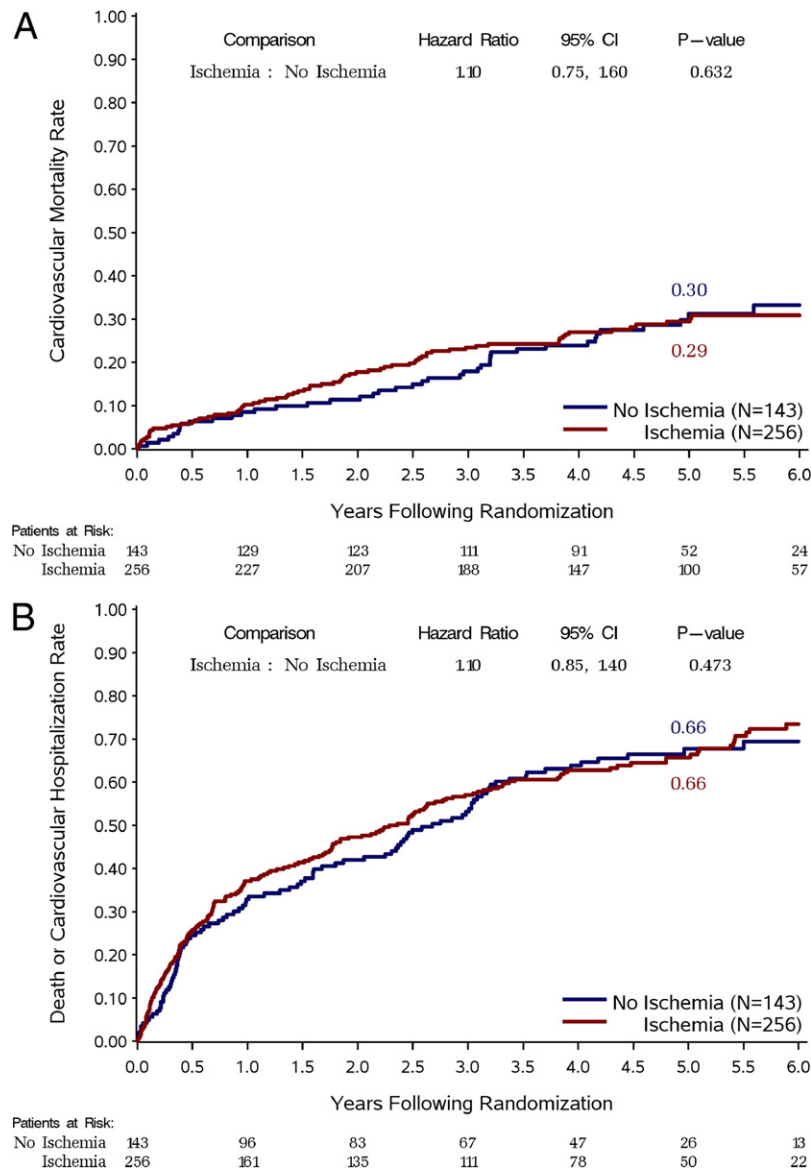 A
Comparison Hazard Ratio 95% CI P–value
Ischemia : No Ischemia 1.10 0.75, 1.60 0.632
Cardiovascular Mortality Rate
1.00
0.90
0.80
0.70
0.60
0.50
0.40
0.30
0.20
0.10
0.00
0.30
0.29
No Ischemia (N=143)
Ischemia (N=256)
0.0 0.5 1.0 1.5 2.0 2.5 3.0 3.5 4.0 4.5 5.0 5.5 6.0
Years Following Randomization
Patients at Risk:
No Ischemia 143 129 123 111 91 52 24
Ischemia 256 227 207 188 147 100 57
B
Comparison Hazard Ratio 95% CI P–value
Ischemia : No Ischemia 1.10 0.85, 1.40 0.473
Death or Cardiovascular Hospitalization Rate
1.00
0.90
0.80
0.70
0.60
0.50
0.40
0.30
0.20
0.10
0.00
0.66
0.66
No Ischemia (N=143)
Ischemia (N=256)
0.0 0.5 1.0 1.5 2.0 2.5 3.0 3.5 4.0 4.5 5.0 5.5 6.0
Years Following Randomization
Patients at Risk:
No Ischemia 143 96 83 67 47 26 13
Ischemia 256 161 135 111 78 50 22